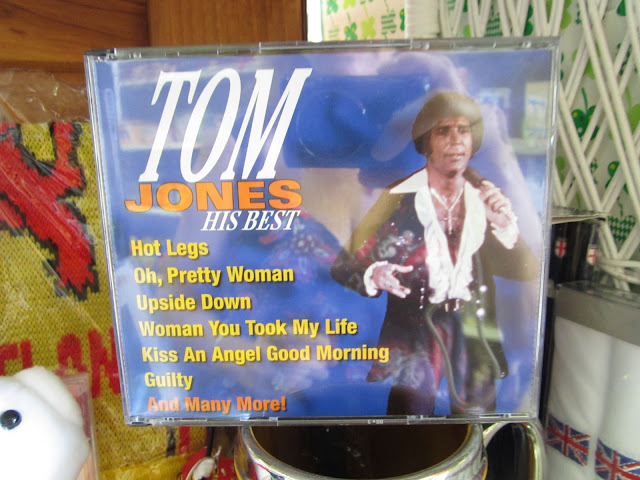 TOM
JONES
HIS BEST
Hot Legs
Oh, Pretty Woman
Upside Down
Woman You Took My Life
Kiss An Angel Good Morning
Guilty
And Many More!